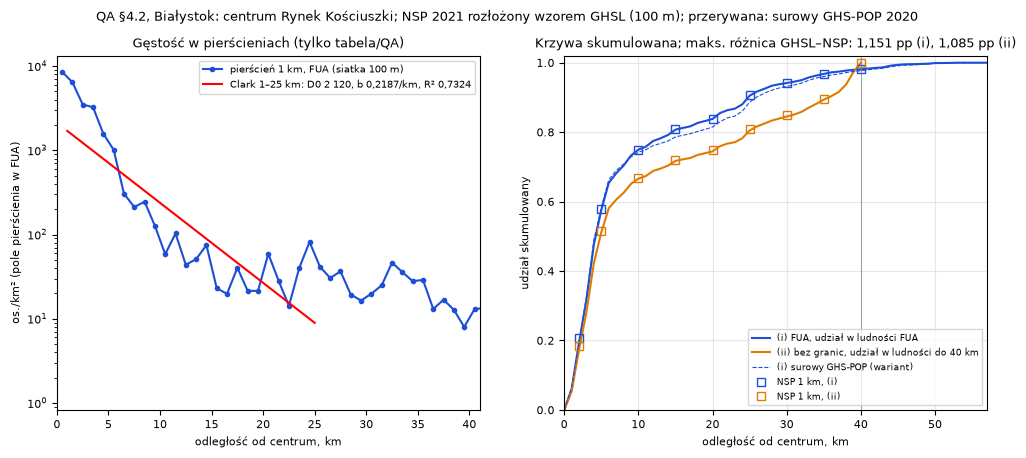 QA §4.2, Białystok: centrum Rynek Kościuszki; NSP 2021 rozłożony wzorem GHSL (100 m); przerywana: surowy GHS-POP 2020
Gęstość w pierścieniach (tylko tabela/QA)
os./km² (pole pierścienia w FUA)
10⁴
10³
10²
10¹
10⁰
pierścień 1 km, FUA (siatka 100 m)
Clark 1–25 km: D0 2 120, b 0,2187/km, R² 0,7324
0 5 10 15 20 25 30 35 40
odległość od centrum, km
Krzywa skumulowana; maks. różnica GHSL–NSP: 1,151 pp (i), 1,085 pp (ii)
udział skumulowany
1.0
0.8
0.6
0.4
0.2
0.0
(i) FUA, udział w ludności FUA
(ii) bez granic, udział w ludności do 40 km
(i) surowy GHS-POP (wariant)
NSP 1 km, (i)
NSP 1 km, (ii)
0 10 20 30 40 50
odległość od centrum, km